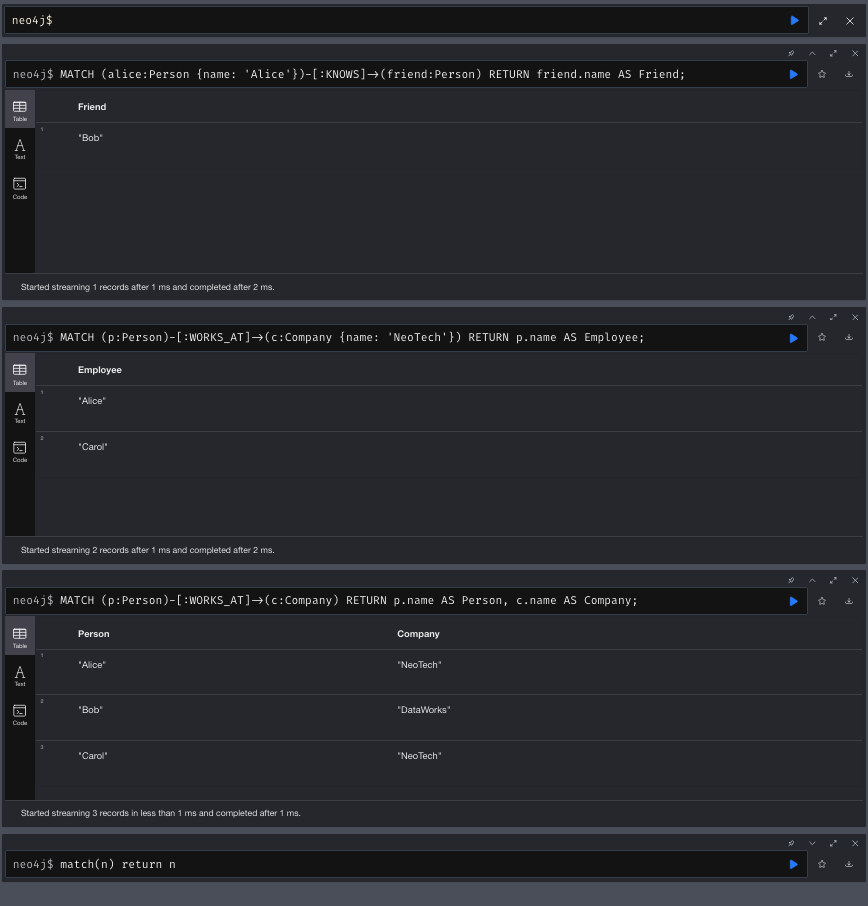 neo4j$
neo4j$ MATCH (alice:Person {name: 'Alice'})-[:KNOWS]->(friend:Person) RETURN friend.name AS Friend;
Table
Text
Code
Friend
1
"Bob"
Started streaming 1 records after 1 ms and completed after 2 ms.
neo4j$ MATCH (p:Person)-[:WORKS_AT]->(c:Company {name: 'NeoTech'}) RETURN p.name AS Employee;
Table
Text
Code
Employee
1
"Alice"
2
"Carol"
Started streaming 2 records after 1 ms and completed after 2 ms.
neo4j$ MATCH (p:Person)-[:WORKS_AT]->(c:Company) RETURN p.name AS Person, c.name AS Company;
Table
Text
Code
Person Company
1
"Alice" "NeoTech"
2
"Bob" "DataWorks"
3
"Carol" "NeoTech"
Started streaming 3 records in less than 1 ms and completed after 1 ms.
neo4j$ match(n) return n